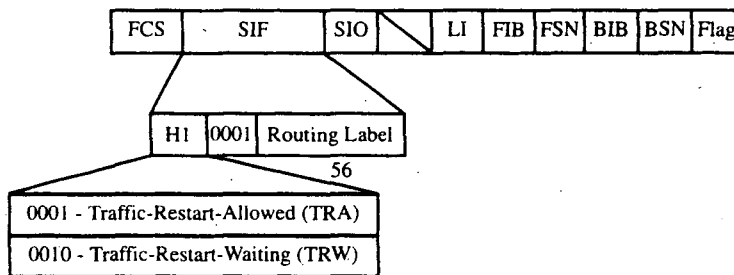 FCS SIF SIO LI FIB FSN BIB BSN Flag
H1 0001 Routing Label
56
0001 - Traffic-Restart-Allowed (TRA)
0010 - Traffic-Restart-Waiting (TRW)